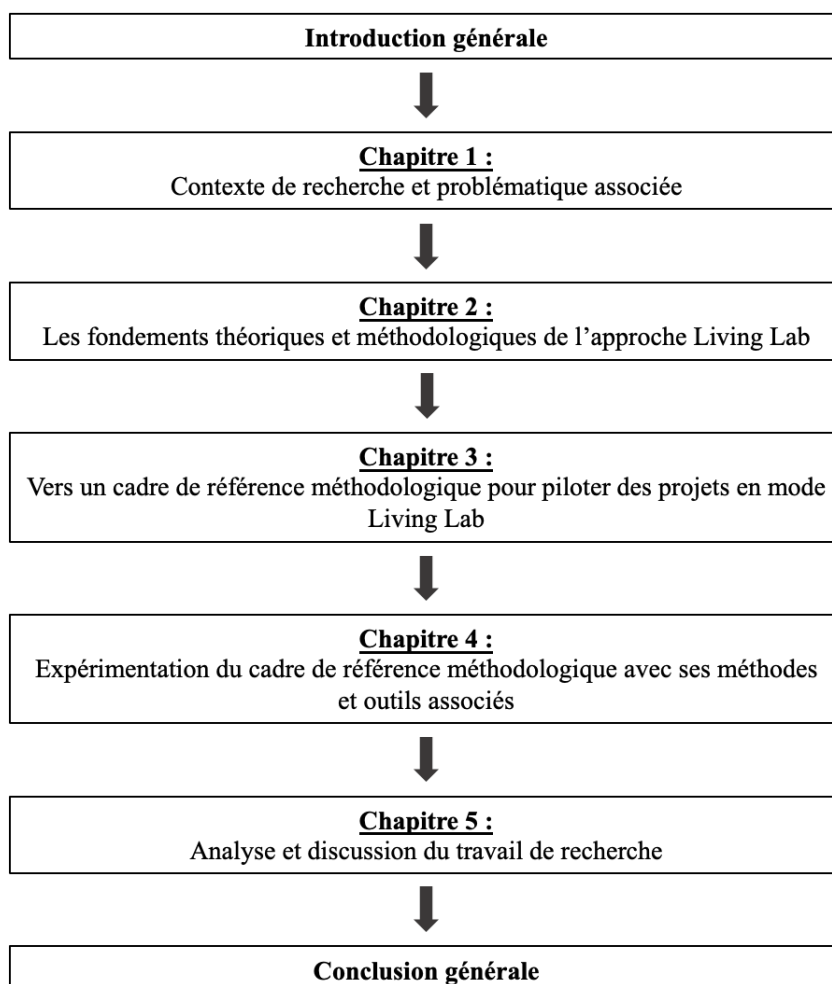 Introduction générale
Chapitre 1 :
Contexte de recherche et problématique associée
Chapitre 2 :
Les fondements théoriques et méthodologiques de l’approche Living Lab
Chapitre 3 :
Vers un cadre de référence méthodologique pour piloter des projets en mode
Living Lab
Chapitre 4 :
Expérimentation du cadre de référence méthodologique avec ses méthodes
et outils associés
Chapitre 5 :
Analyse et discussion du travail de recherche
Conclusion générale